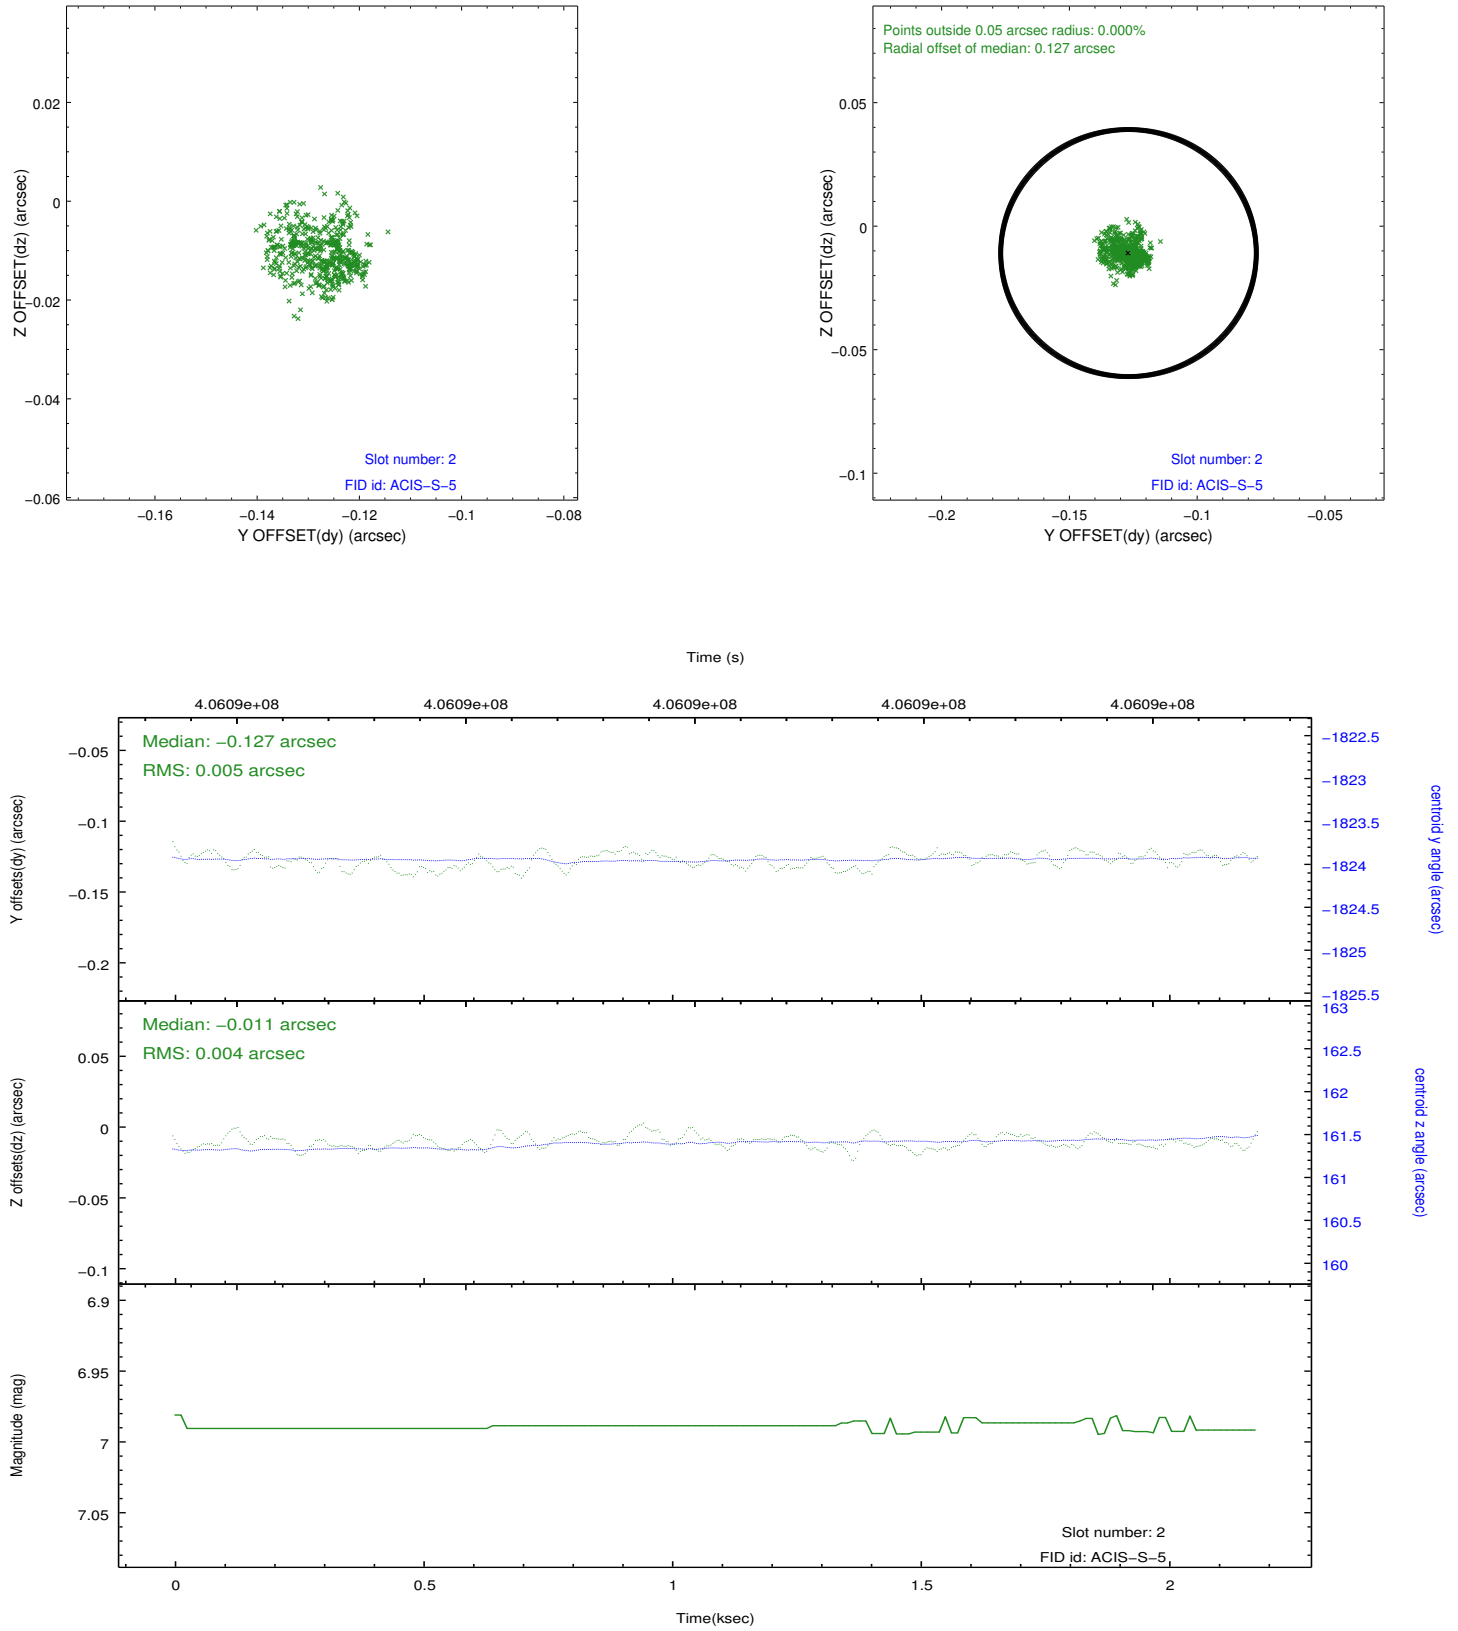 0.02
0
−0.02
−0.04
−0.06
Z OFFSET(dz) (arcsec)
Slot number: 2
FID id: ACIS−S−5
−0.16
−0.14
−0.12
−0.1
−0.08
Y OFFSET(dy) (arcsec)
Points outside 0.05 arcsec radius: 0.000%
Radial offset of median: 0.127 arcsec
0.05
0
−0.05
−0.1
Z OFFSET(dz) (arcsec)
Slot number: 2
FID id: ACIS−S−5
−0.2
−0.15
−0.1
−0.05
Y OFFSET(dy) (arcsec)
Time (s)
4.0609e+08
4.0609e+08
4.0609e+08
4.0609e+08
4.0609e+08
Median: −0.127 arcsec
RMS: 0.005 arcsec
−0.05
−0.1
−0.15
−0.2
Y offsets(dy) (arcsec)
−1822.5
−1823
−1823.5
−1824
−1824.5
−1825
−1825.5
centroid y angle (arcsec)
Median: −0.011 arcsec
RMS: 0.004 arcsec
0.05
0
−0.05
−0.1
Z offsets(dz) (arcsec)
163
162.5
162
161.5
161
160.5
160
centroid z angle (arcsec)
6.9
6.95
7
7.05
Magnitude (mag)
Slot number: 2
FID id: ACIS−S−5
0
0.5
1
1.5
2
Time(ksec)